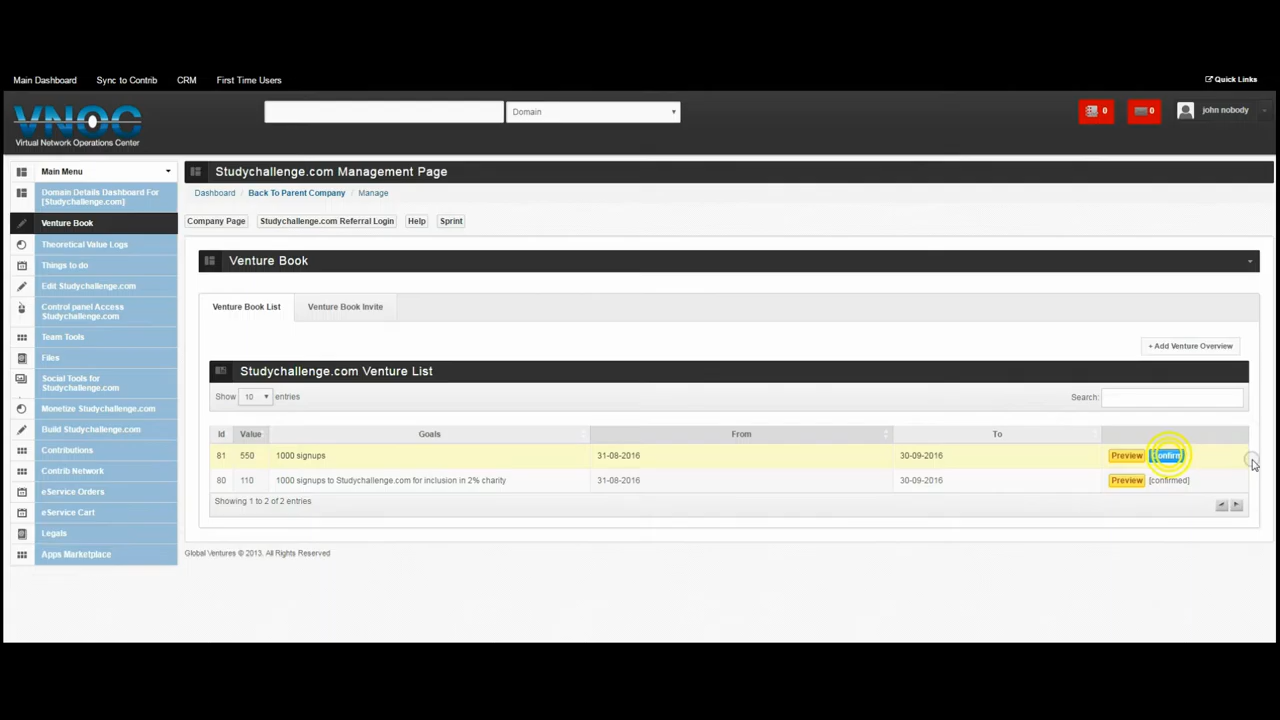 Main Dashboard Sync to Contrib CRM First Time Users Quick Links
VNOC
Virtual Network Operations Center
Domain
0 0 john nobody
Main Menu
Domain Details Dashboard For
[Studychallenge.com]
Venture Book
Theoretical Value Logs
Things to do
Edit Studychallenge.com
Control panel Access
Studychallenge.com
Team Tools
Files
Social Tools for
Studychallenge.com
Monetize Studychallenge.com
Build Studychallenge.com
Contributions
Contrib Network
eService Orders
eService Cart
Legals
Apps Marketplace
Studychallenge.com Management Page
Dashboard / Back To Parent Company / Manage
Company Page Studychallenge.com Referral Login Help Sprint
Venture Book
Venture Book List Venture Book Invite
+ Add Venture Overview
Studychallenge.com Venture List
Show 10 entries Search:
Id Value Goals From To
81 550 1000 signups 31-08-2016 30-09-2016 Preview Confirm
80 110 1000 signups to Studychallenge.com for inclusion in 2% charity 31-08-2016 30-09-2016 Preview [confirmed]
Showing 1 to 2 of 2 entries
Global Ventures © 2013. All Rights Reserved